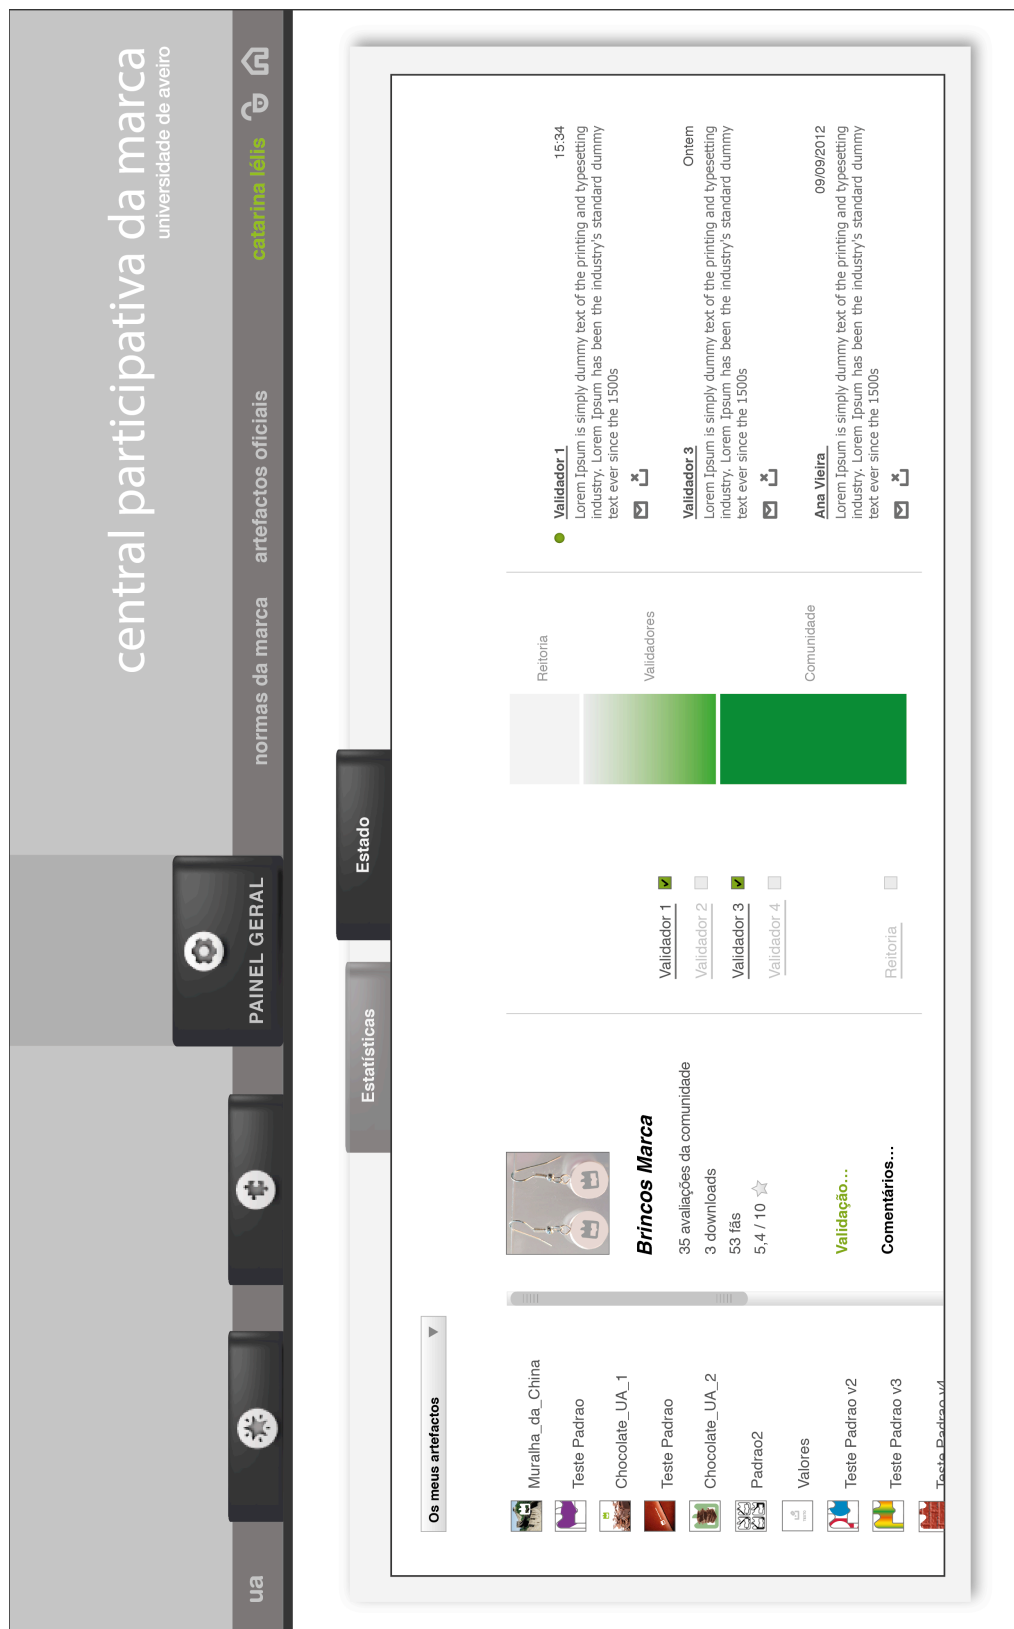 central participativa da marca
universidade de aveiro
ua
PAINEL GERAL
normas da marca
artefactos oficiais
catarina lélis
Estatísticas
Estado
Os meus artefactos
Muralha_da_China
Teste Padrao
Chocolate_UA_1
Teste Padrao
Chocolate_UA_2
Padrao2
Valores
Teste Padrao v2
Teste Padrao v3
Teste Padrao v4
Brincos Marca
35 avaliações da comunidade
3 downloads
53 fãs
5,4 / 10
Validação...
Comentários...
Validador 1
Validador 2
Validador 3
Validador 4
Reitoria
Reitoria
Validadores
Comunidade
Validador 1 15:34
Lorem Ipsum is simply dummy text of the printing and typesetting
industry. Lorem Ipsum has been the industry's standard dummy
text ever since the 1500s
Validador 3 Ontem
Lorem Ipsum is simply dummy text of the printing and typesetting
industry. Lorem Ipsum has been the industry's standard dummy
text ever since the 1500s
Ana Vieira 09/09/2012
Lorem Ipsum is simply dummy text of the printing and typesetting
industry. Lorem Ipsum has been the industry's standard dummy
text ever since the 1500s